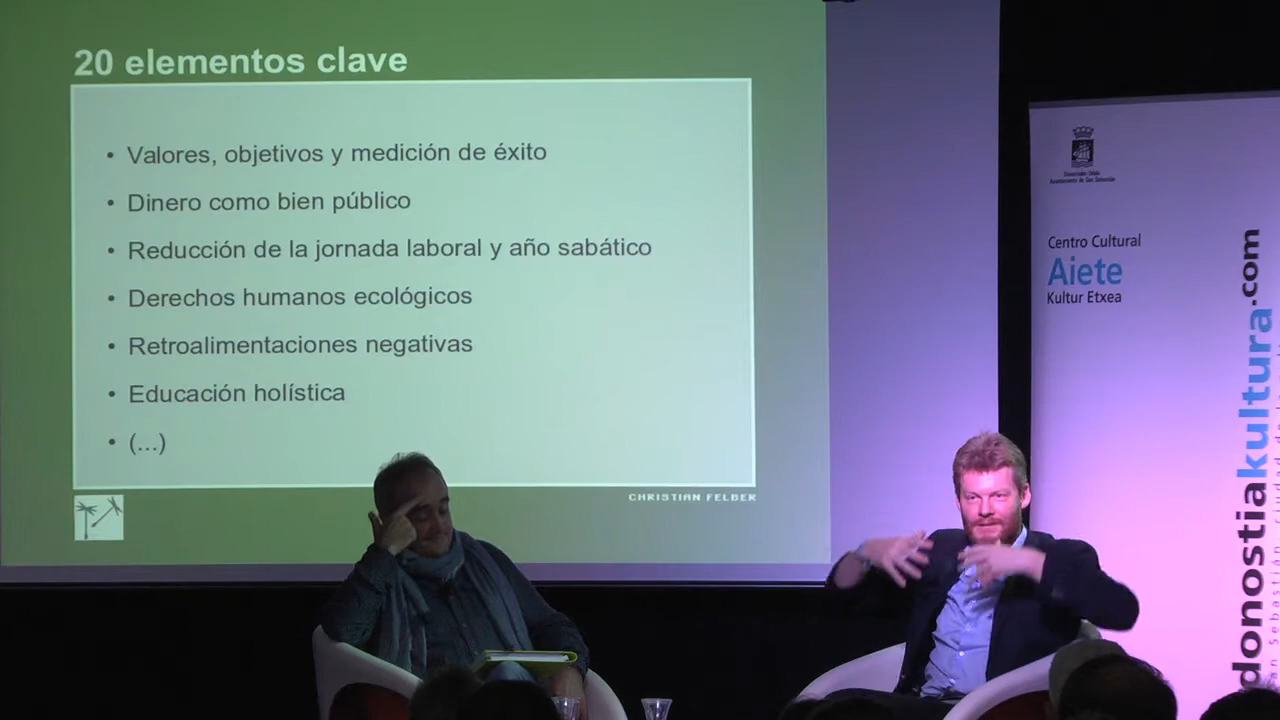 20 elementos clave
• Valores, objetivos y medición de éxito
• Dinero como bien público
• Reducción de la jornada laboral y año sabático
• Derechos humanos ecológicos
• Retroalimentaciones negativas
• Educación holística
• (...)
CHRISTIAN FELBER
Centro Cultural
Aiete
Kultur Etxea
donostiakultura.com